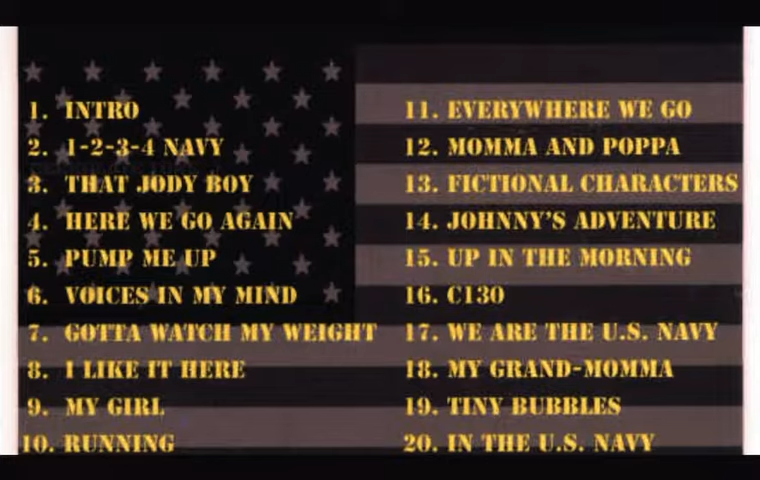 1. INTRO
2. 1-2-3-4 NAVY
3. THAT JODY BOY
4. HERE WE GO AGAIN
5. PUMP ME UP
6. VOICES IN MY MIND
7. GOTTA WATCH MY WEIGHT
8. I LIKE IT HERE
9. MY GIRL
10. RUNNING
11. EVERYWHERE WE GO
12. MOMMA AND POPPA
13. FICTIONAL CHARACTERS
14. JOHNNY'S ADVENTURE
15. UP IN THE MORNING
16. C130
17. WE ARE THE U.S. NAVY
18. MY GRAND-MOMMA
19. TINY BUBBLES
20. IN THE U.S. NAVY